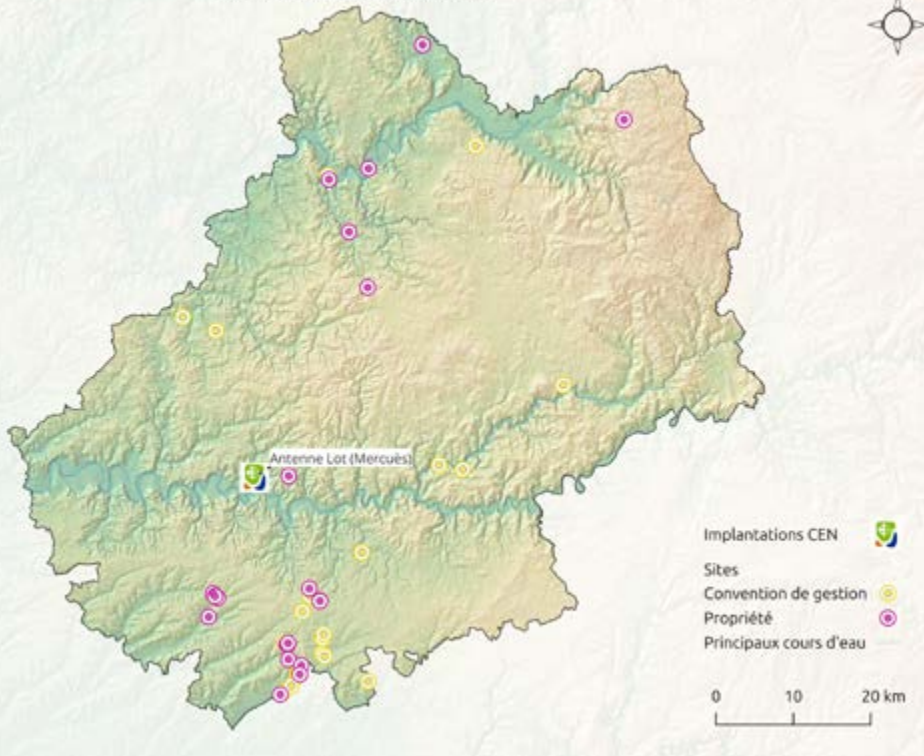 Antenne Lot (Mercuès)
Implantations CEN
Sites
Convention de gestion
Propriété
Principaux cours d'eau
0 10 20 km